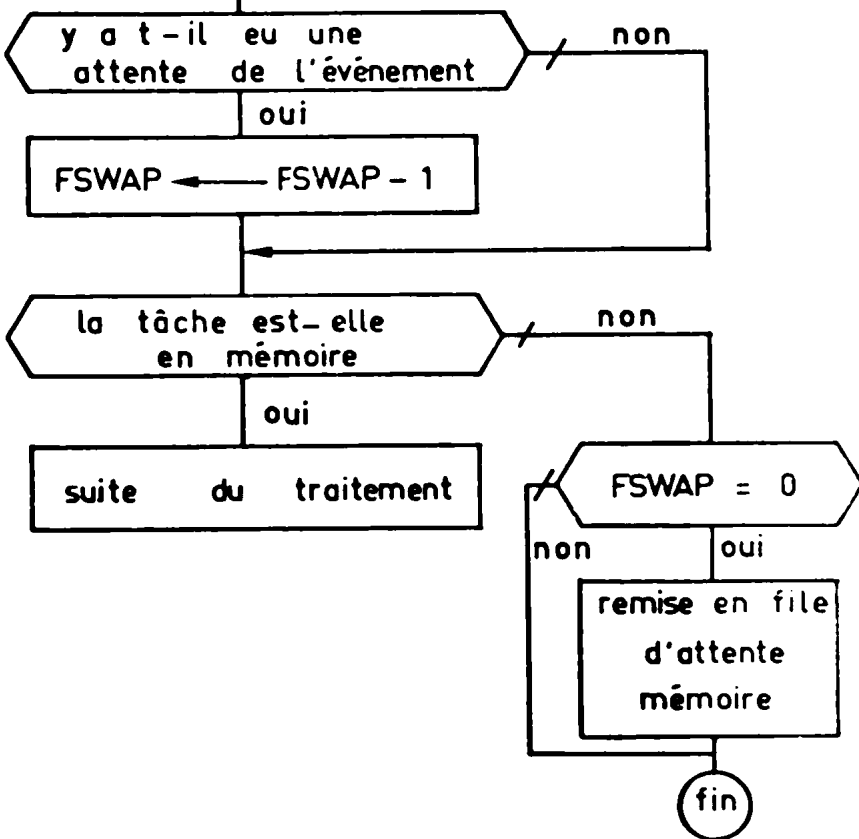 y a t-il eu une
attente de l'événement
non
oui
FSWAP ← FSWAP - 1
la tâche est-elle
en mémoire
non
oui
suite du traitement
FSWAP = 0
non
oui
remise en file
d'attente
mémoire
fin